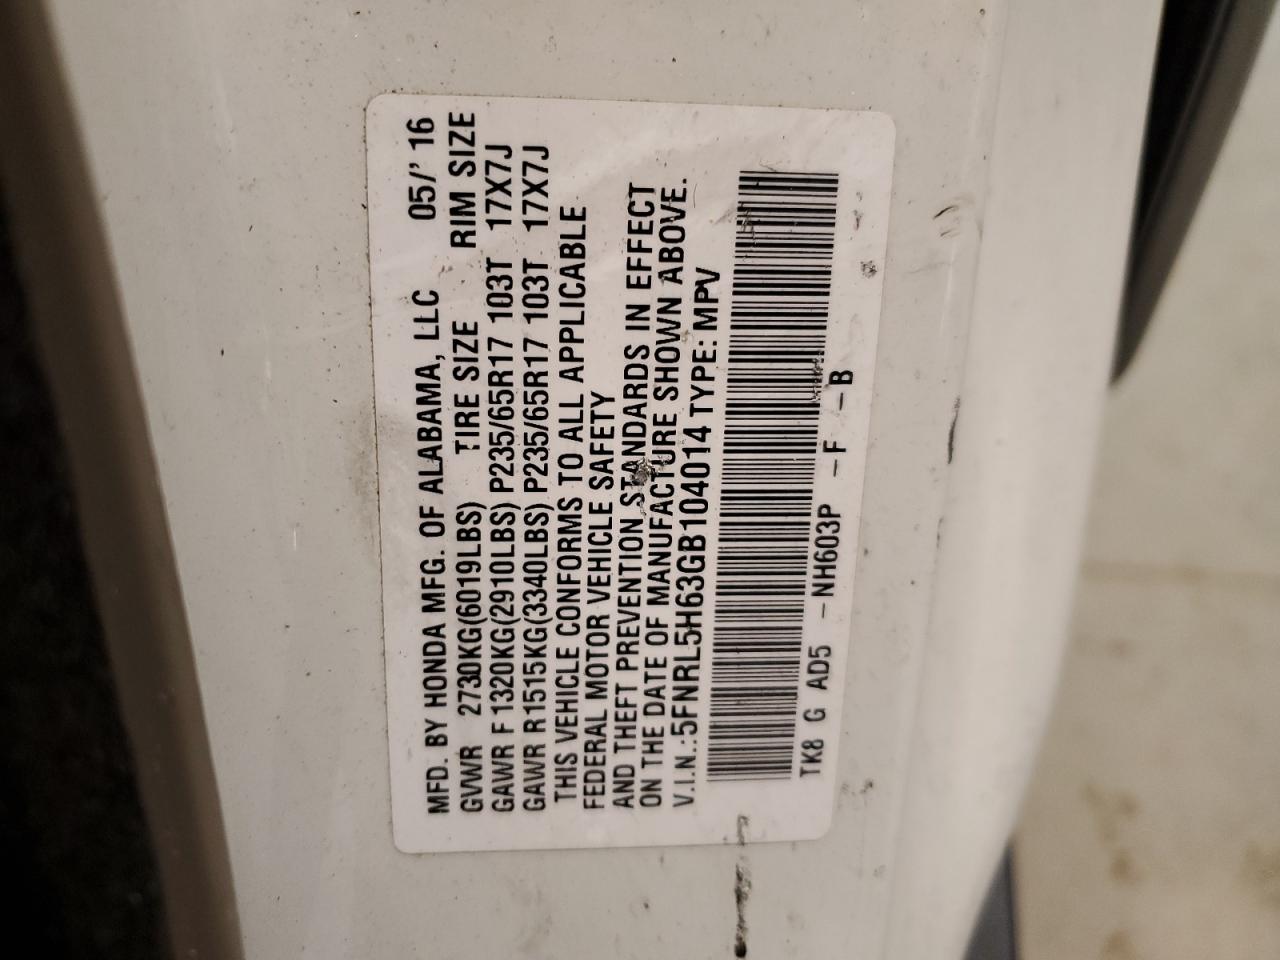 MFD. BY HONDA MFG. OF ALABAMA, LLC 05/' 16
GVWR 2730KG(6019LBS) TIRE SIZE RIM SIZE
GAWR F 1320KG(2910LBS) P235/65R17 103T 17X7J
GAWR R1515KG(3340LBS) P235/65R17 103T 17X7J
THIS VEHICLE CONFORMS TO ALL APPLICABLE
FEDERAL MOTOR VEHICLE SAFETY
AND THEFT PREVENTION STANDARDS IN EFFECT
ON THE DATE OF MANUFACTURE SHOWN ABOVE.
V.I.N.:5FNRL5H63GB104014 TYPE: MPV
TK8 G AD5 -NH603P -F -B